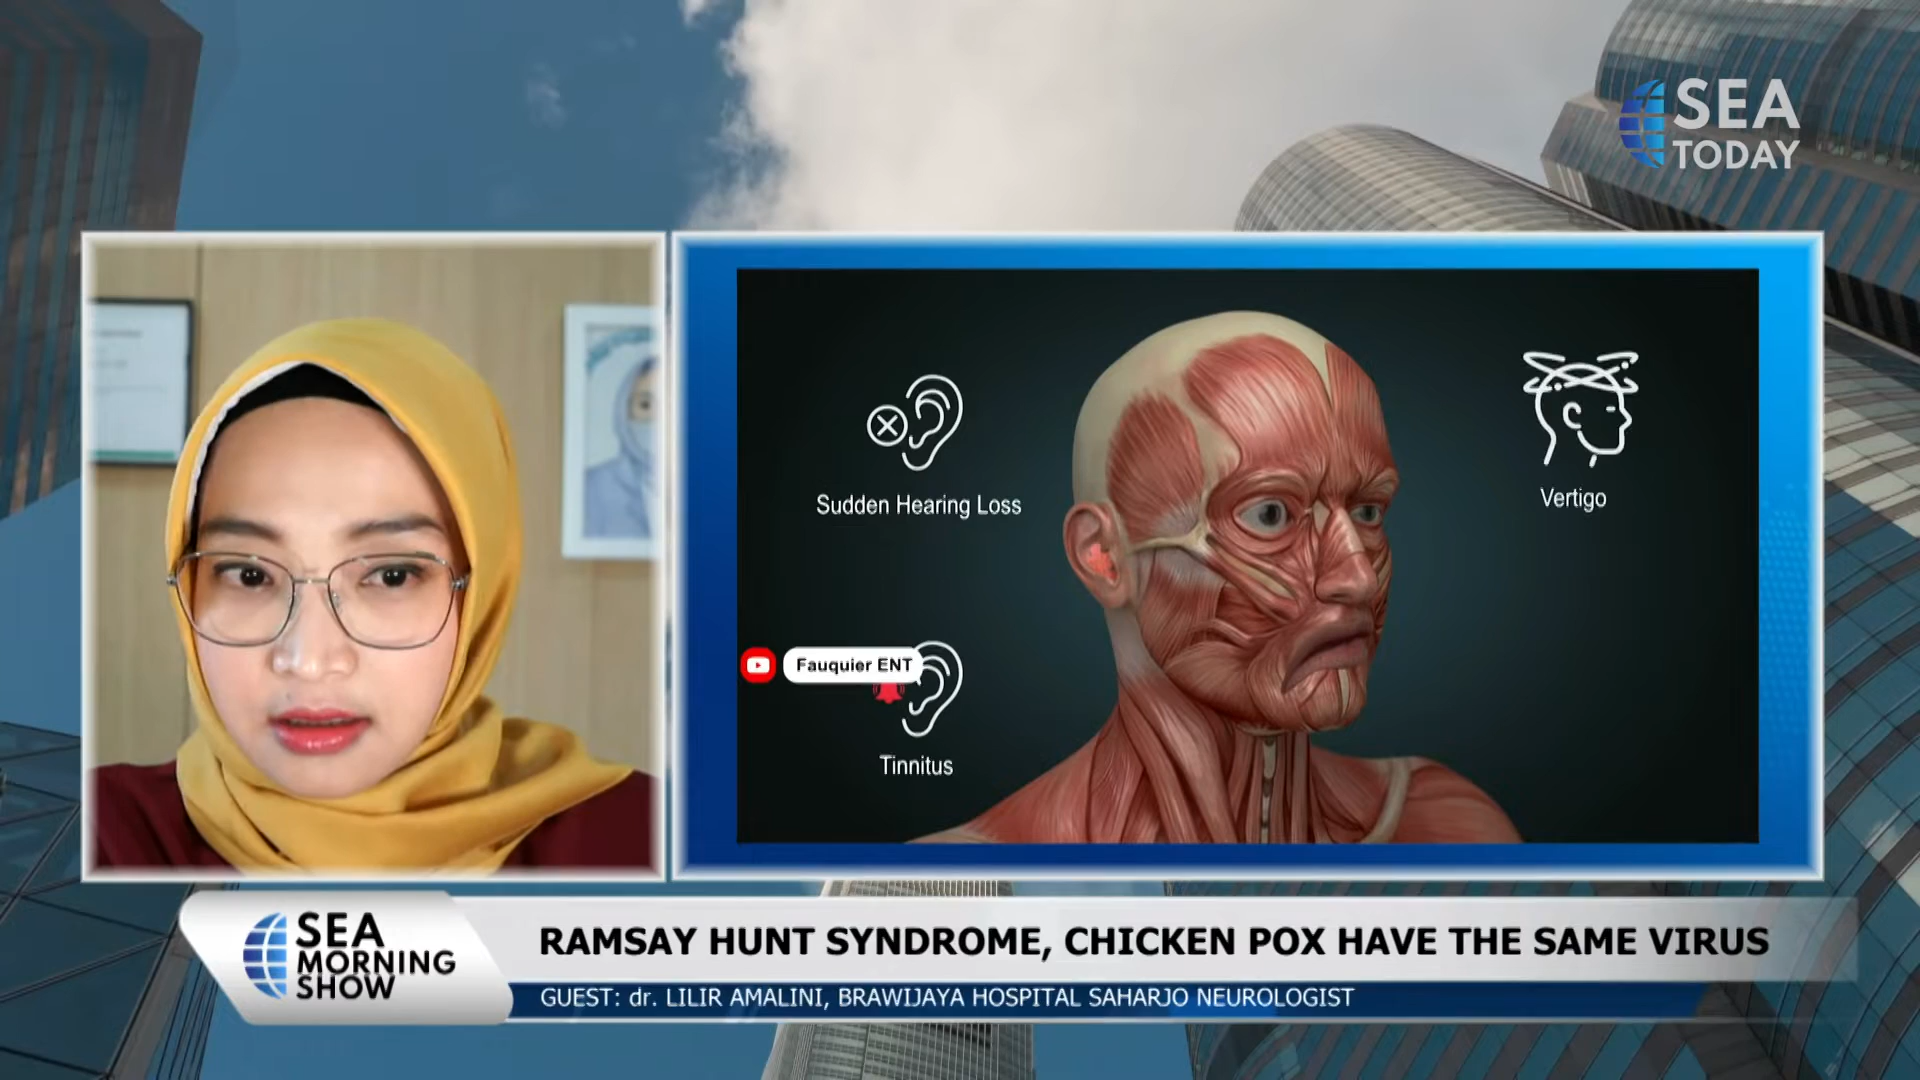 SEA
TODAY
Sudden Hearing Loss
Vertigo
Fauquier ENT
Tinnitus
SEA
MORNING
SHOW
RAMSAY HUNT SYNDROME, CHICKEN POX HAVE THE SAME VIRUS
GUEST: dr. LILIR AMALINI, BRAWIJAYA HOSPITAL SAHARJO NEUROLOGIST